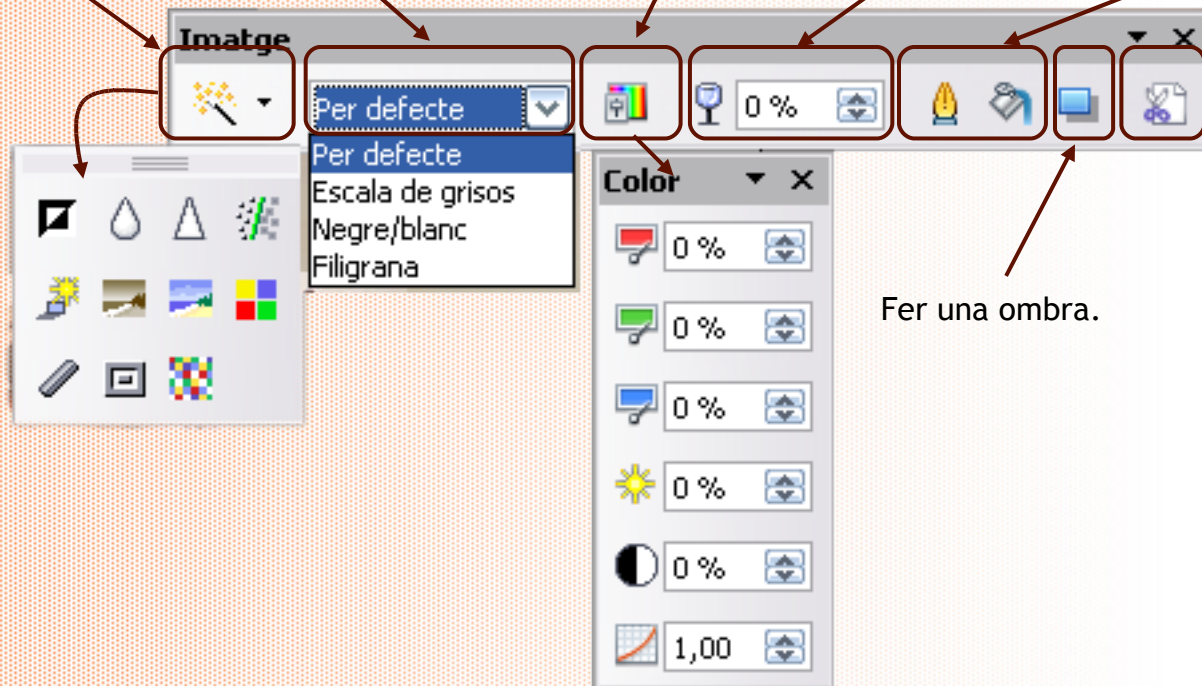 Imatge
Per defecte
0 %
Per defecte
Escala de grisos
Negre/blanc
Filigrana
Color
0 %
0 %
0 %
0 %
0 %
1,00
Fer una ombra.